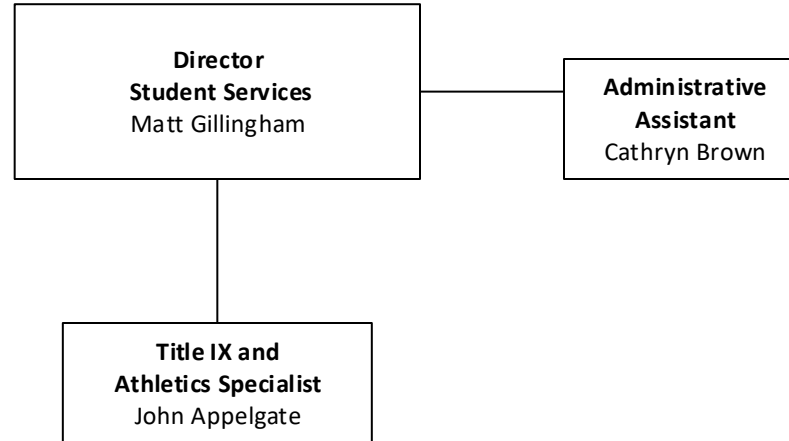 Director
Student Services
Matt Gillingham
Administrative
Assistant
Cathryn Brown
Title IX and
Athletics Specialist
John Appelgate